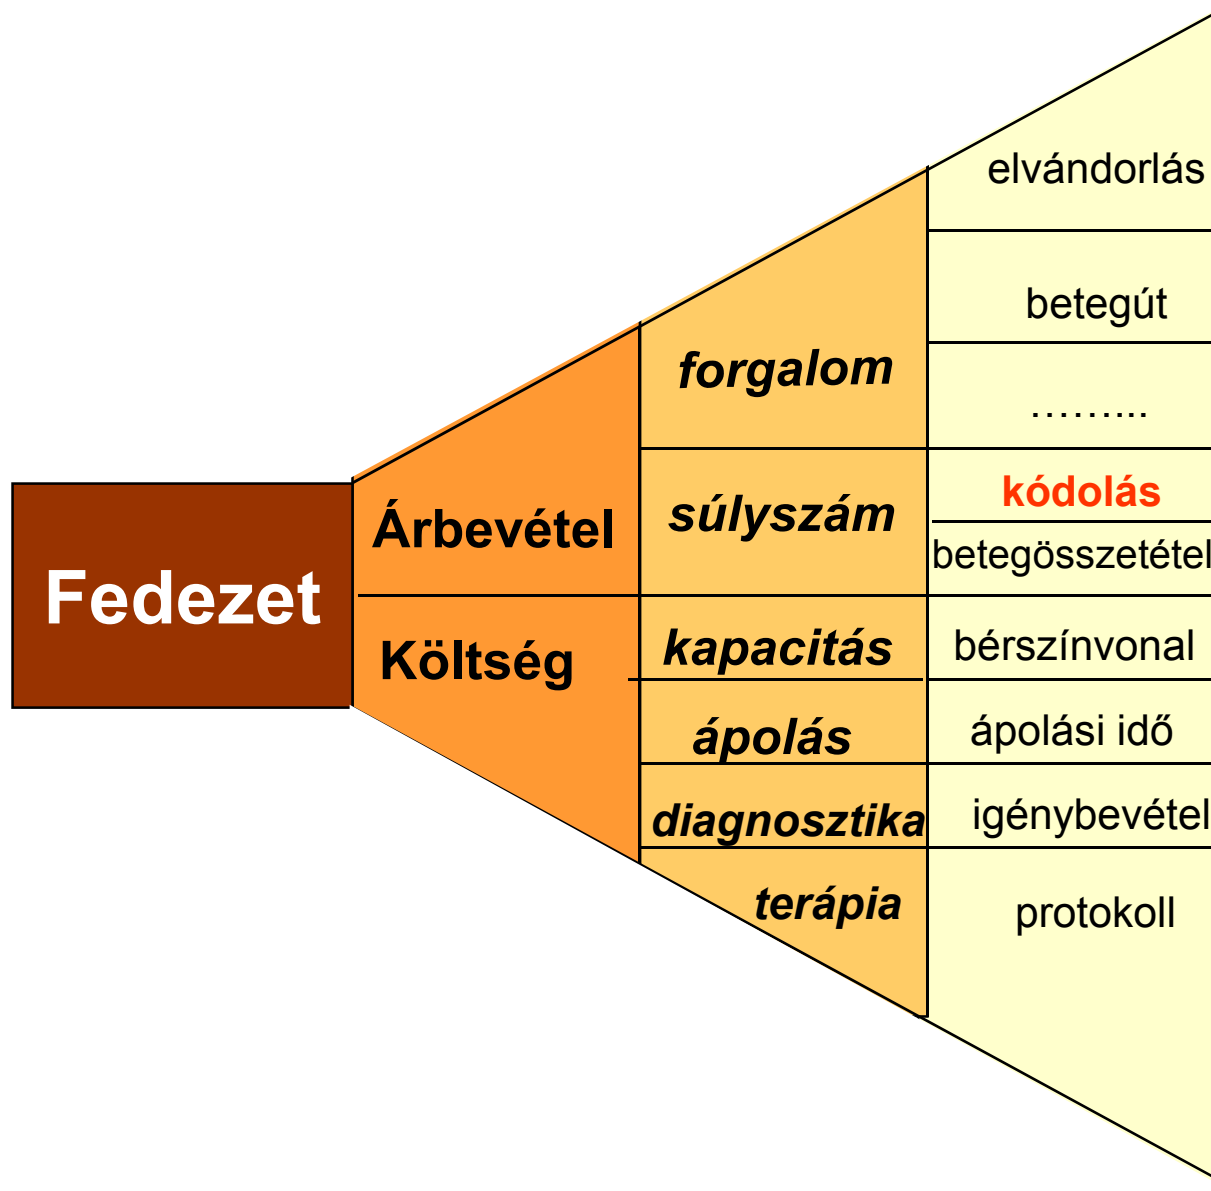 Fedezet
Árbevétel
Költség
forgalom
súlyszám
kapacitás
ápolás
diagnosztika
terápia
elvándorlás
betegút
……...
kódolás
betegösszetétel
bérszínvonal
ápolási idő
igénybevétel
protokoll